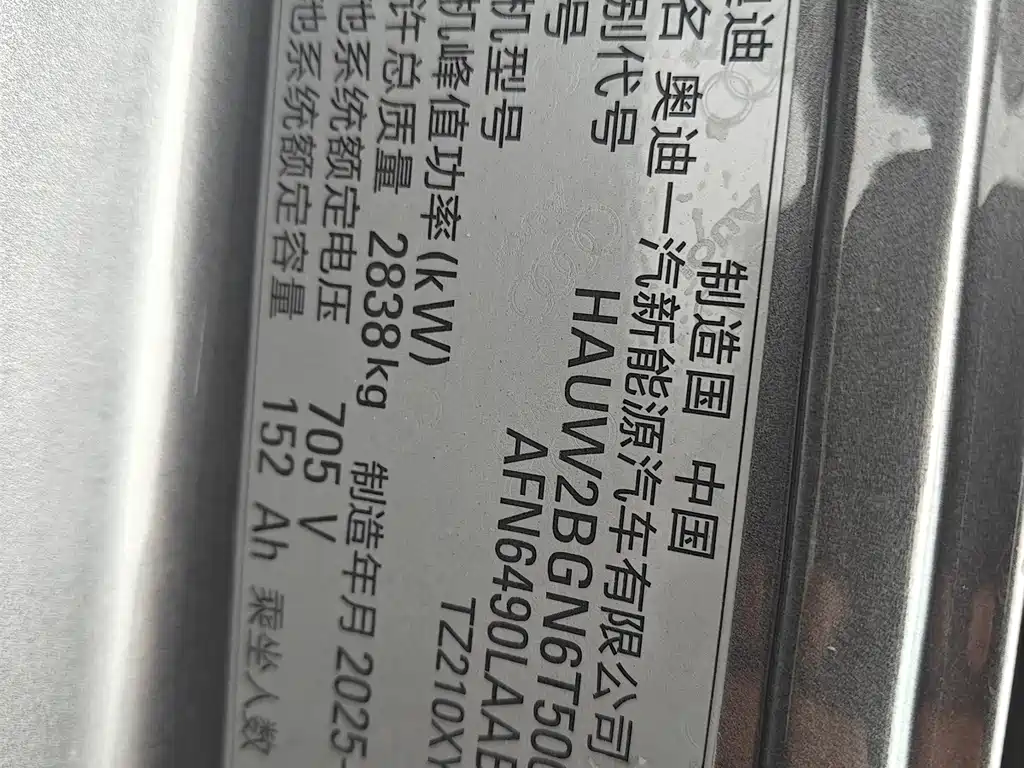 奥迪 制造国 中国
名 奥迪一汽新能源汽车有限公司
别代号 HAUW2BGN6T500
号 AFN6490LAAE
机型号 TZ210XY
机峰值功率(kW)
许总质量 2838kg 制造年月 2025-
池系统额定电压 705 V
池系统额定容量 152 Ah 乘坐人数